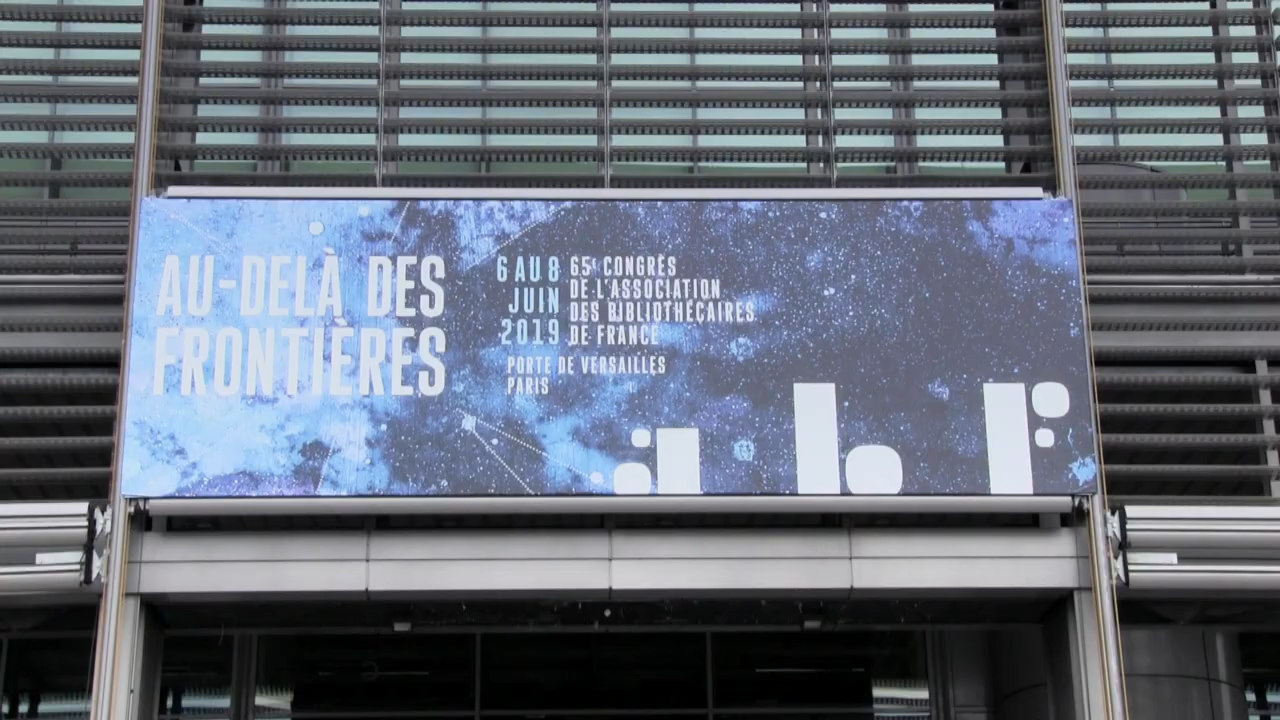 AU-DELÀ DES
FRONTIÈRES
6 AU 8
JUIN
2019
65e CONGRÈS
DE L'ASSOCIATION
DES BIBLIOTHÉCAIRES
DE FRANCE
PORTE DE VERSAILLES
PARIS
abf